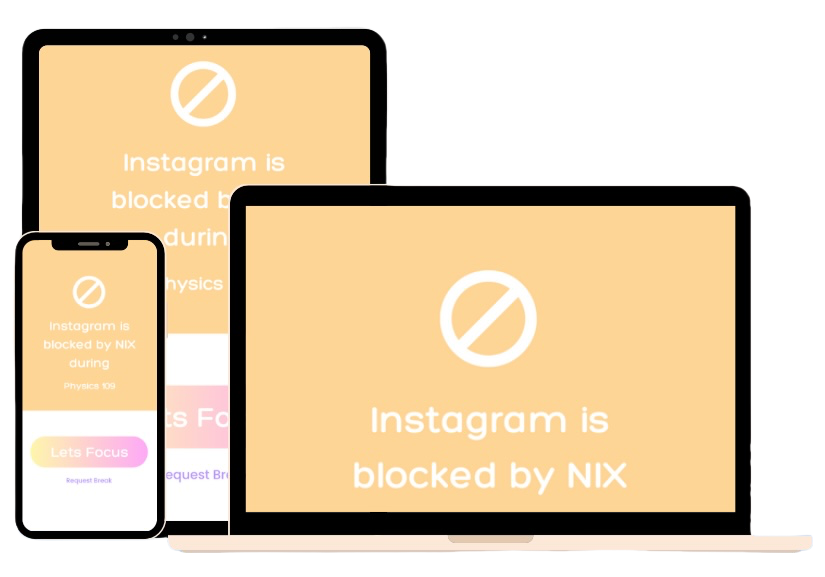 Instagram is
blocked b
durin
hysics
ts Fo
equest Br
Instagram is
blocked by NIX
during
Physics 109
Lets Focus
Request Break
Instagram is
blocked by NIX